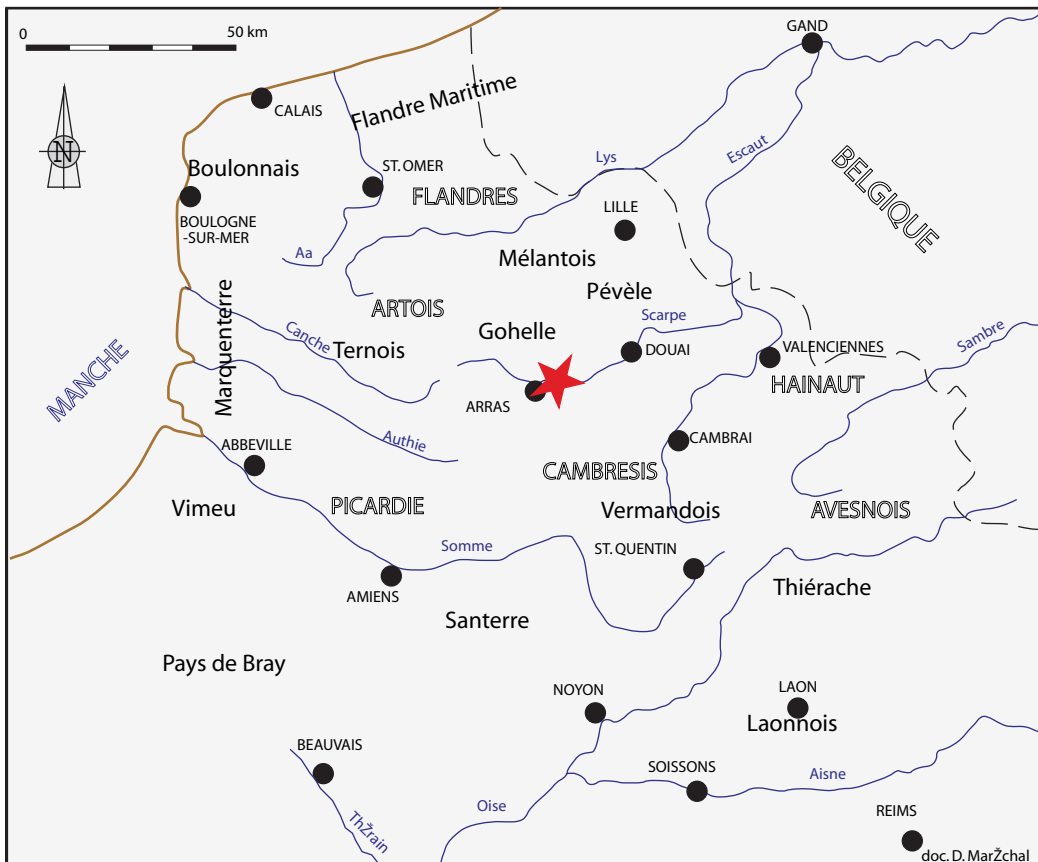 0
50 km
GAND
CALAIS
Flandre Maritime
N
Boulonnais
ST. OMER
FLANDRES
Lys
Escaut
BELGIQUE
BOULOGNE
-SUR-MER
LILLE
Aa
Mélantois
Pévèle
ARTOIS
Scarpe
Gohelle
Canche
Ternois
Marquenterre
MANCHE
DOUAI
VALENCIENNES
Sambre
HAINAUT
ARRAS
Authie
CAMBRAI
ABBEVILLE
CAMBRESIS
Vimeu
PICARDIE
Vermandois
AVESNOIS
Somme
ST. QUENTIN
AMIENS
Thiérache
Santerre
Pays de Bray
NOYON
LAON
Laonnois
BEAUVAIS
SOISSONS
Aisne
Oise
ThŽrain
REIMS
doc. D. MarŽchal